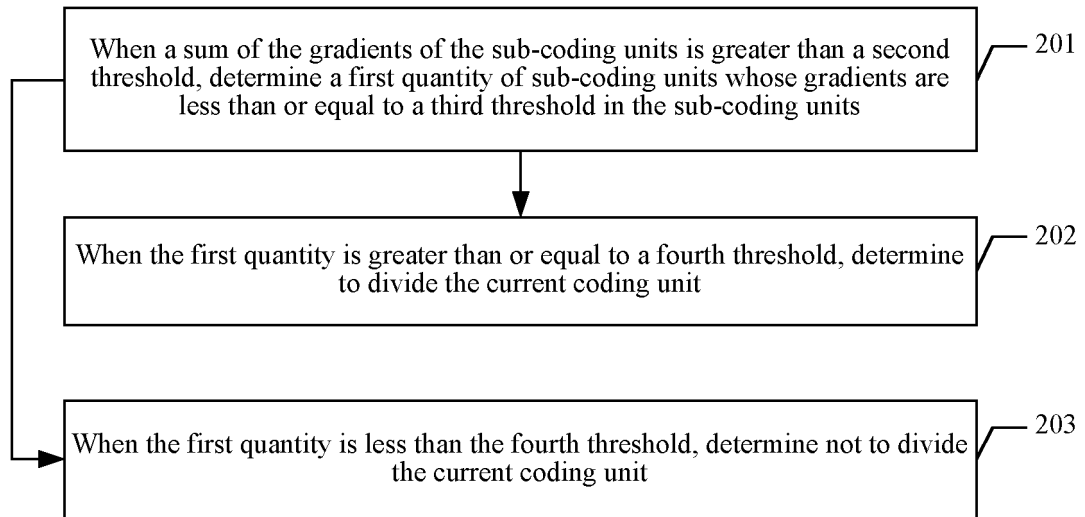 When a sum of the gradients of the sub-coding units is greater than a second
threshold, determine a first quantity of sub-coding units whose gradients are
less than or equal to a third threshold in the sub-coding units
201
When the first quantity is greater than or equal to a fourth threshold, determine
to divide the current coding unit
202
When the first quantity is less than the fourth threshold, determine not to divide
the current coding unit
203